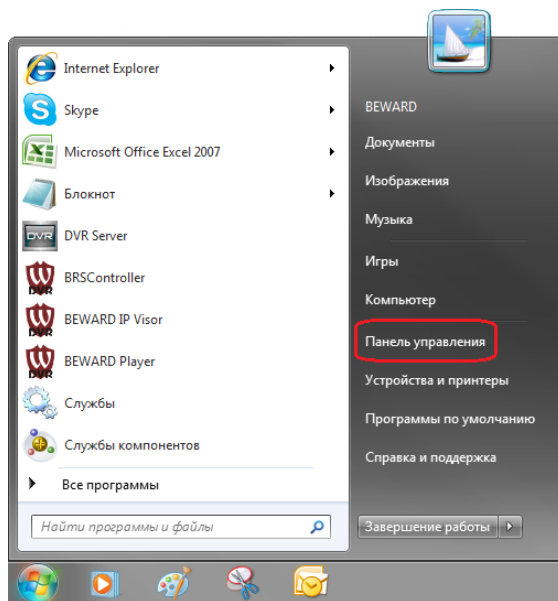 Internet Explorer
Skype
Microsoft Office Excel 2007
Блокнот
DVR Server
BRSController
BEWARD IP Visor
BEWARD Player
Службы
Службы компонентов
Все программы
Найти программы и файлы
BEWARD
Документы
Изображения
Музыка
Игры
Компьютер
Панель управления
Устройства и принтеры
Программы по умолчанию
Справка и поддержка
Завершение работы